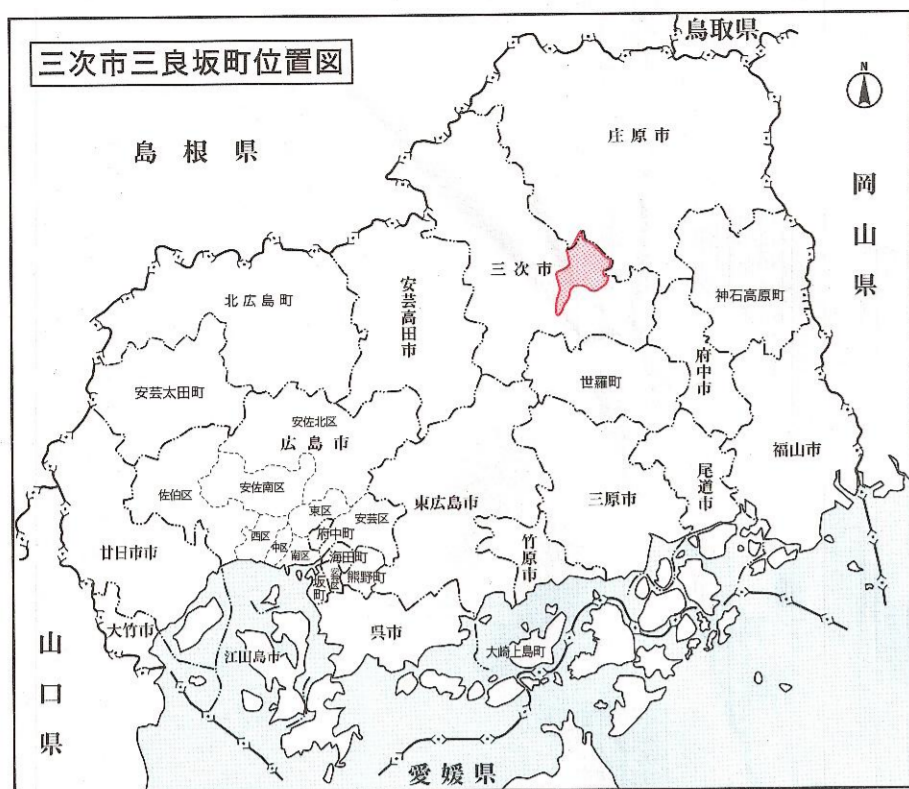 三次市三良坂町位置図
鳥取県
N
島根県
庄原市
岡山県
三次市
北広島町
安芸高田市
神石高原町
府中市
世羅町
安芸太田町
安佐北区
広島市
福山市
佐伯区
安佐南区
東広島市
三原市
尾道市
東区
安芸区
西区
中区
南区
府中町
竹原市
廿日市市
海田町
熊野町
坂町
大竹市
呉市
江田島市
大崎上島町
山口県
愛媛県